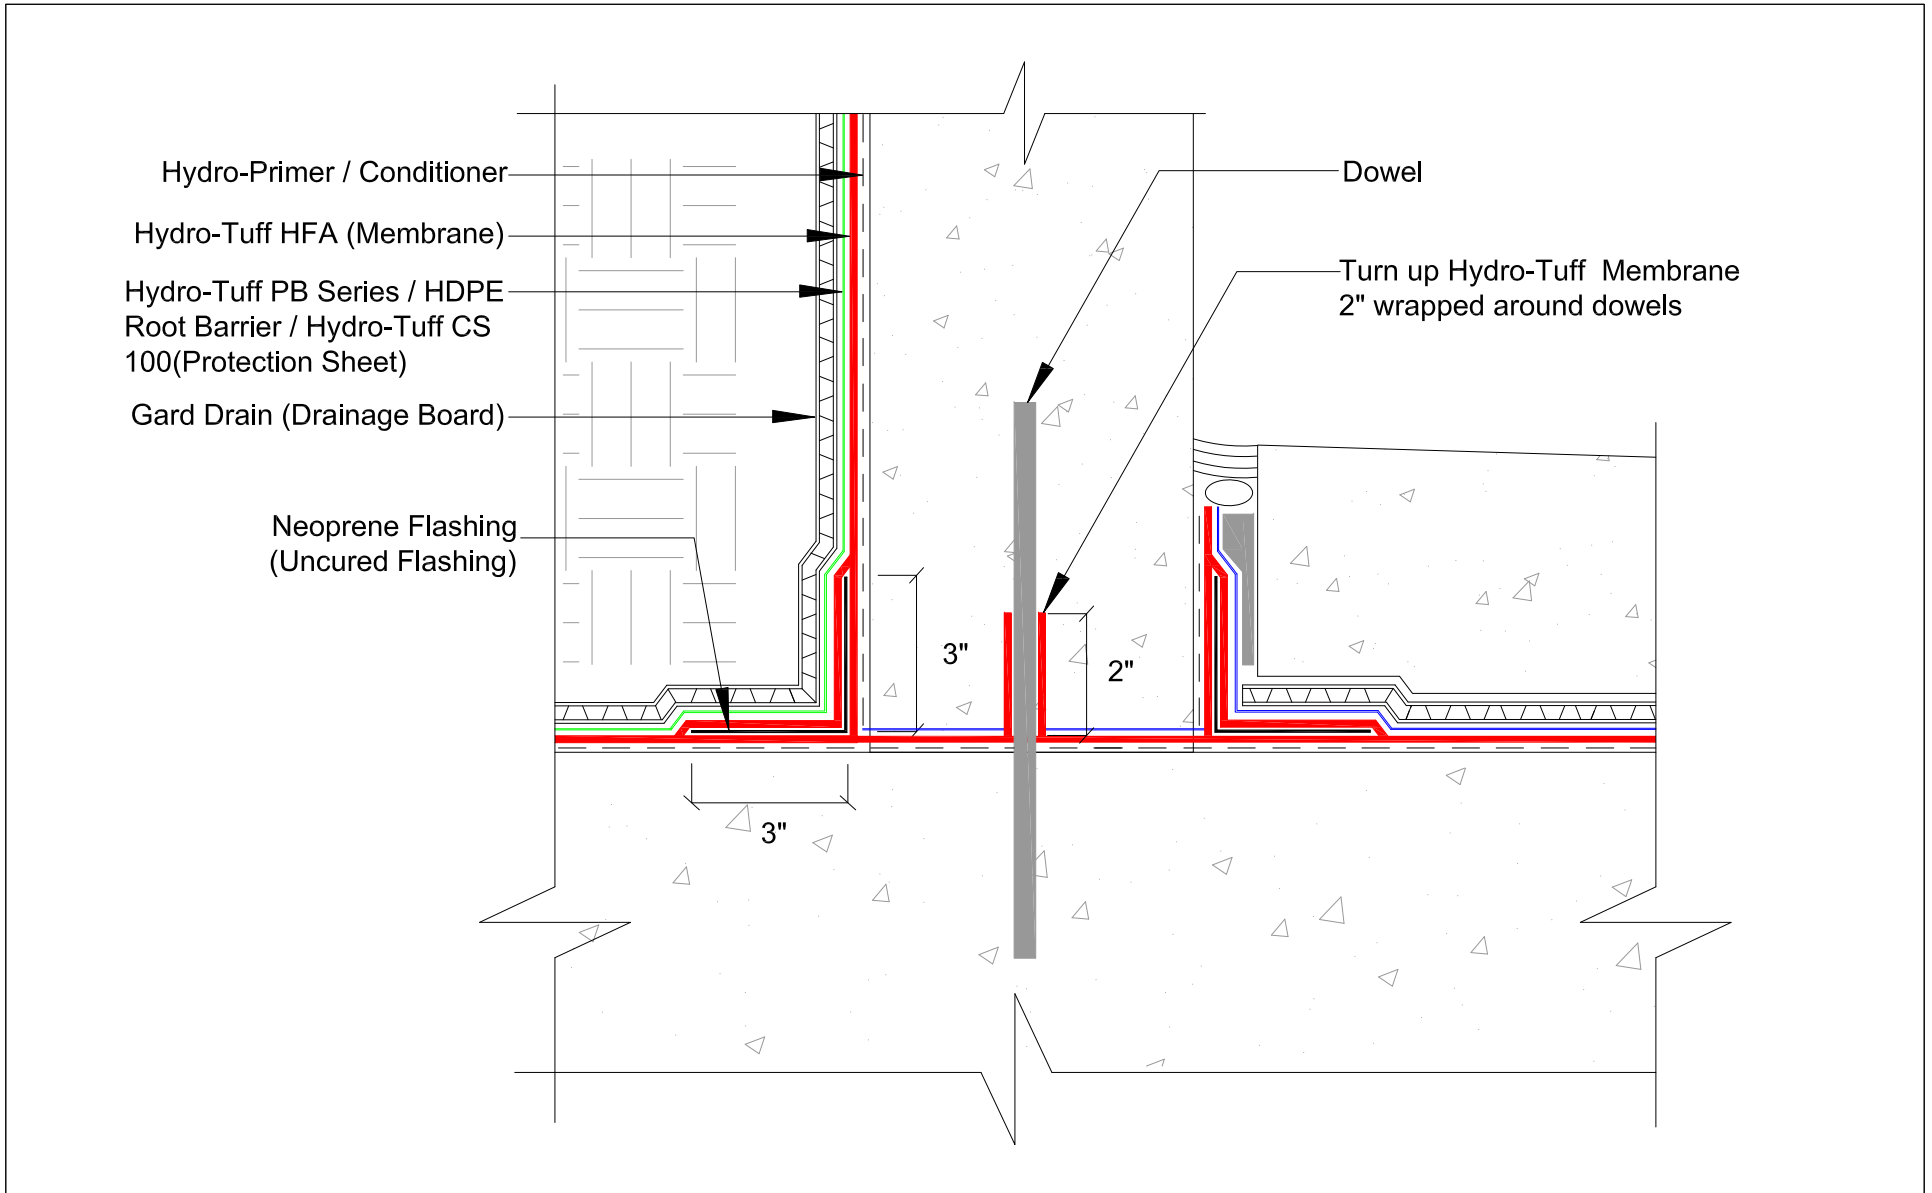 Hydro-Primer / Conditioner
Hydro-Tuff HFA (Membrane)
Hydro-Tuff PB Series / HDPE
Root Barrier / Hydro-Tuff CS
100(Protection Sheet)
Gard Drain (Drainage Board)
Neoprene Flashing
(Uncured Flashing)
Dowel
Turn up Hydro-Tuff  Membrane
2" wrapped around dowels
3"
2"
3"